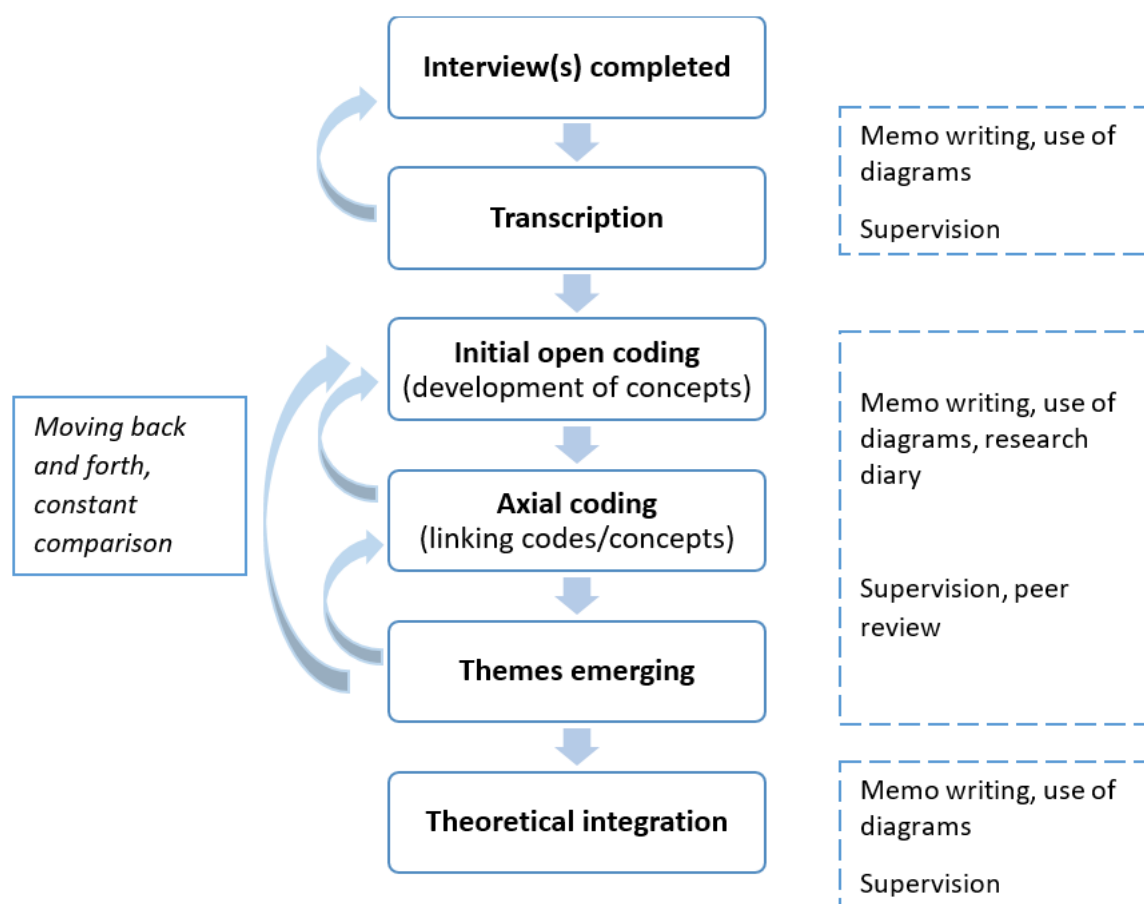 Interview(s) completed
Memo writing, use of
diagrams
Supervision
Transcription
Initial open coding
(development of concepts)
Moving back
and forth,
constant
comparison
Memo writing, use of
diagrams, research
diary
Axial coding
(linking codes/concepts)
Supervision, peer
review
Themes emerging
Theoretical integration
Memo writing, use of
diagrams
Supervision